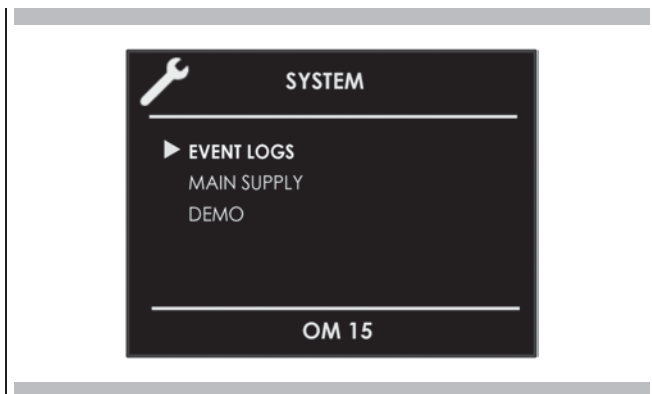 SYSTEM
EVENT LOGS
MAIN SUPPLY
DEMO
OM 15